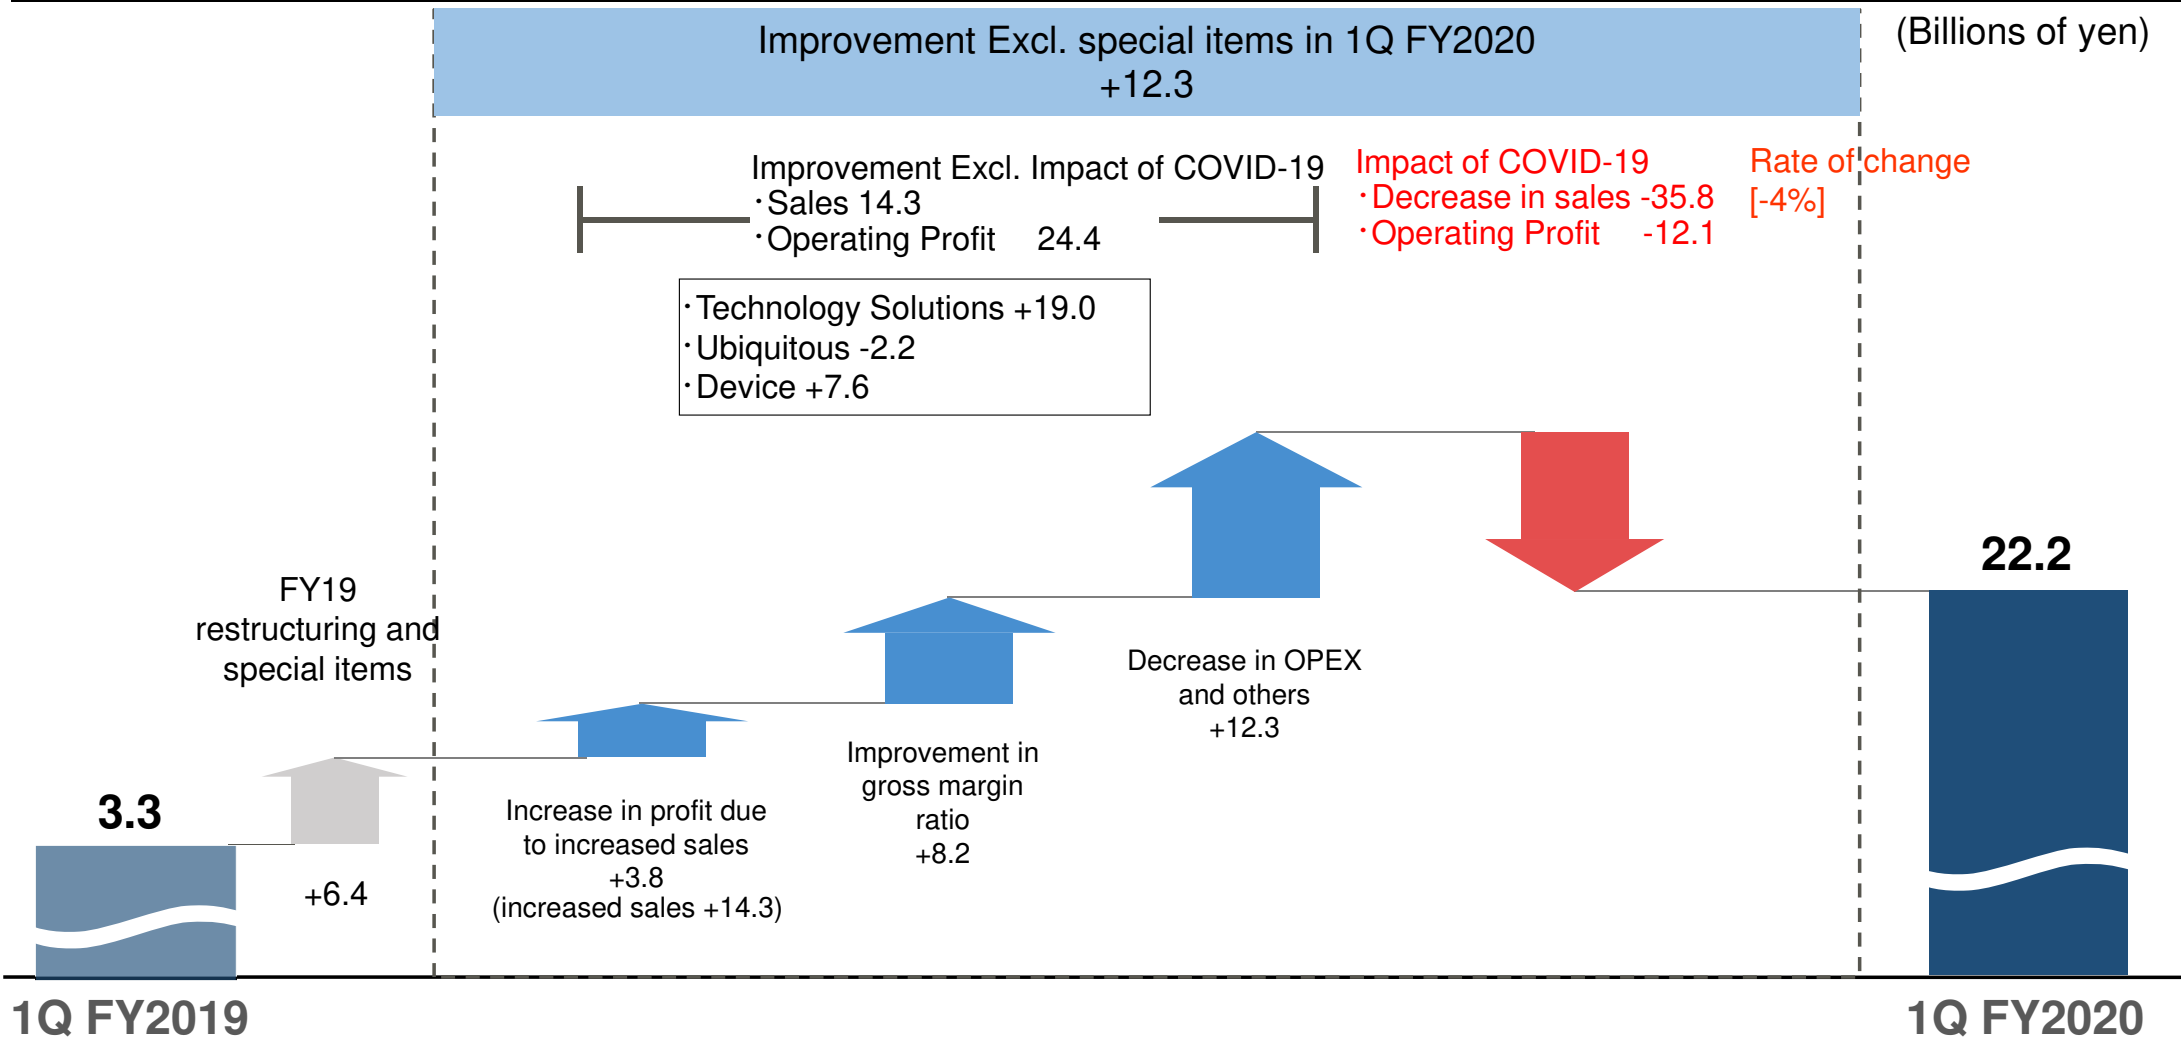 Improvement Excl. special items in 1Q FY2020
+12.3
(Billions of yen)
Improvement Excl. Impact of COVID-19
・Sales 14.3
・Operating Profit 24.4
Impact of COVID-19
・Decrease in sales -35.8
・Operating Profit -12.1
Rate of change
[-4%]
・Technology Solutions +19.0
・Ubiquitous -2.2
・Device +7.6
22.2
FY19
restructuring and
special items
Decrease in OPEX
and others
+12.3
Improvement in
gross margin
ratio
+8.2
3.3
Increase in profit due
to increased sales
+3.8
(increased sales +14.3)
+6.4
1Q FY2019
1Q FY2020